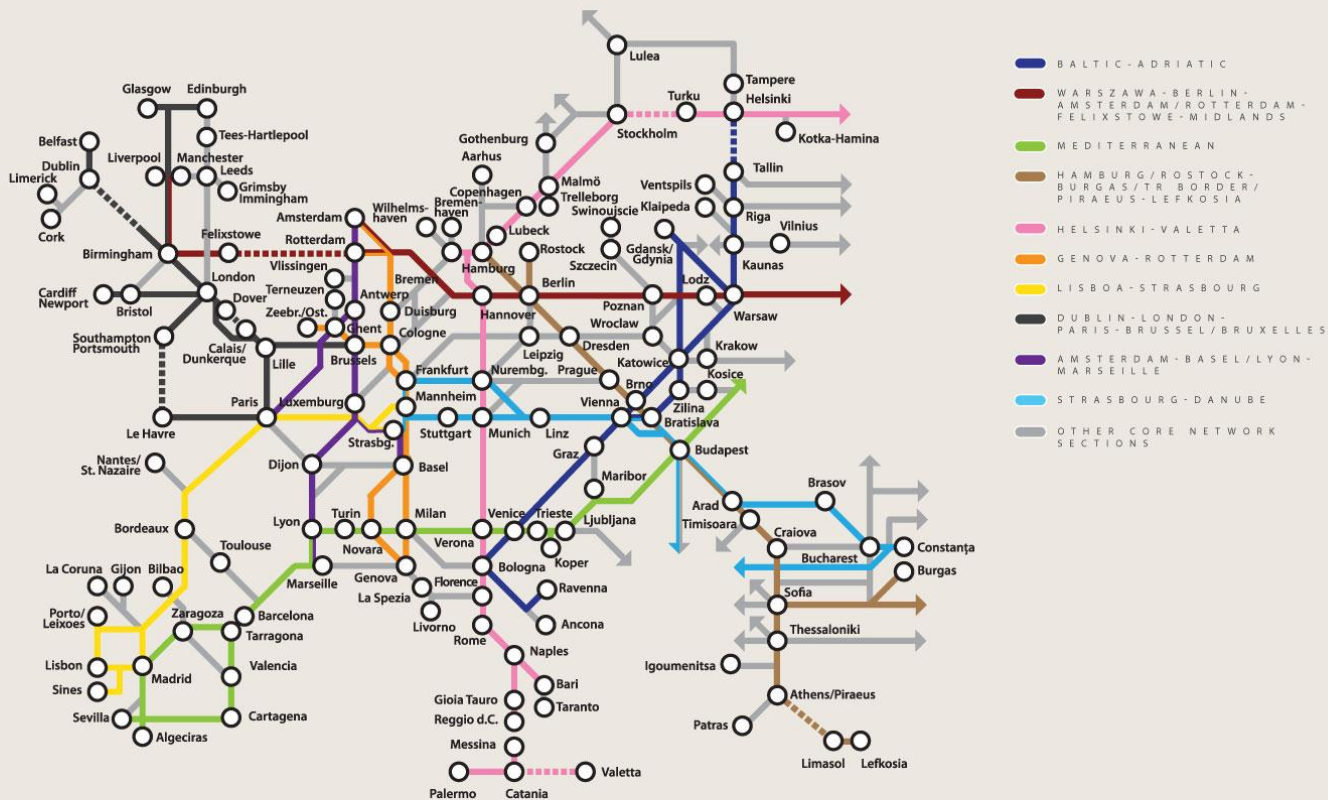 Lulea
Tampere
Turku
Helsinki
Stockholm
Kotka-Hamina
Glasgow
Edinburgh
Tees-Hartlepool
Belfast
Dublin
Limerick
Cork
Liverpool
Manchester
Leeds
Grimsby
Immingham
Gothenburg
Aarhus
Copenhagen
Malmö
Trelleborg
Tallin
Ventspils
Klaipeda
Riga
Vilnius
Kaunas
Swinoujscie
Szczecin
Gdansk/
Gdynia
Amsterdam
Wilhelms-
haven
Bremen-
haven
Lubeck
Rostock
Rotterdam
Felixstowe
Birmingham
Vlissingen
Terneuzen
Bremen
Hamburg
Berlin
Poznan
Lodz
Warsaw
London
Dover
Cardiff
Newport
Bristol
Zeebr./Ost.
Antwerp
Duisburg
Hannover
Southampton
Portsmouth
Calais/
Dunkerque
Lille
Ghent
Brussels
Cologne
Leipzig
Dresden
Wroclaw
Katowice
Krakow
Kosice
Paris
Luxemburg
Frankfurt
Nurembg.
Prague
Brno
Mannheim
Vienna
Zilina
Bratislava
Le Havre
Strasbg.
Stuttgart
Munich
Linz
Graz
Budapest
Nantes/
St. Nazaire
Dijon
Basel
Maribor
Arad
Brasov
Timisoara
Bordeaux
Lyon
Turin
Milan
Novara
Verona
Venice
Trieste
Ljubljana
Koper
Craiova
Bucharest
Constanţa
Burgas
Toulouse
La Coruna
Gijon
Bilbao
Marseille
Genova
Bologna
La Spezia
Florence
Livorno
Ravenna
Ancona
Sofia
Porto/
Leixoes
Zaragoza
Barcelona
Tarragona
Rome
Thessaloniki
Lisbon
Madrid
Valencia
Naples
Igoumenitsa
Sines
Sevilla
Cartagena
Algeciras
Bari
Taranto
Gioia Tauro
Reggio d.C.
Messina
Athens/Piraeus
Patras
Limasol
Lefkosia
Palermo
Catania
Valetta
BALTIC-ADRIATIC
WARSZAWA-BERLIN-
AMSTERDAM/ROTTERDAM-
FELIXSTOWE-MIDLANDS
MEDITERRANEAN
HAMBURG/ROSTOCK-
BURGAS/TR BORDER/
PIRAEUS-LEFKOSIA
HELSINKI-VALETTA
GENOVA-ROTTERDAM
LISBOA-STRASBOURG
DUBLIN-LONDON-
PARIS-BRUSSEL/BRUXELLES
AMSTERDAM-BASEL/LYON-
MARSEILLE
STRASBOURG-DANUBE
OTHER CORE NETWORK
SECTIONS